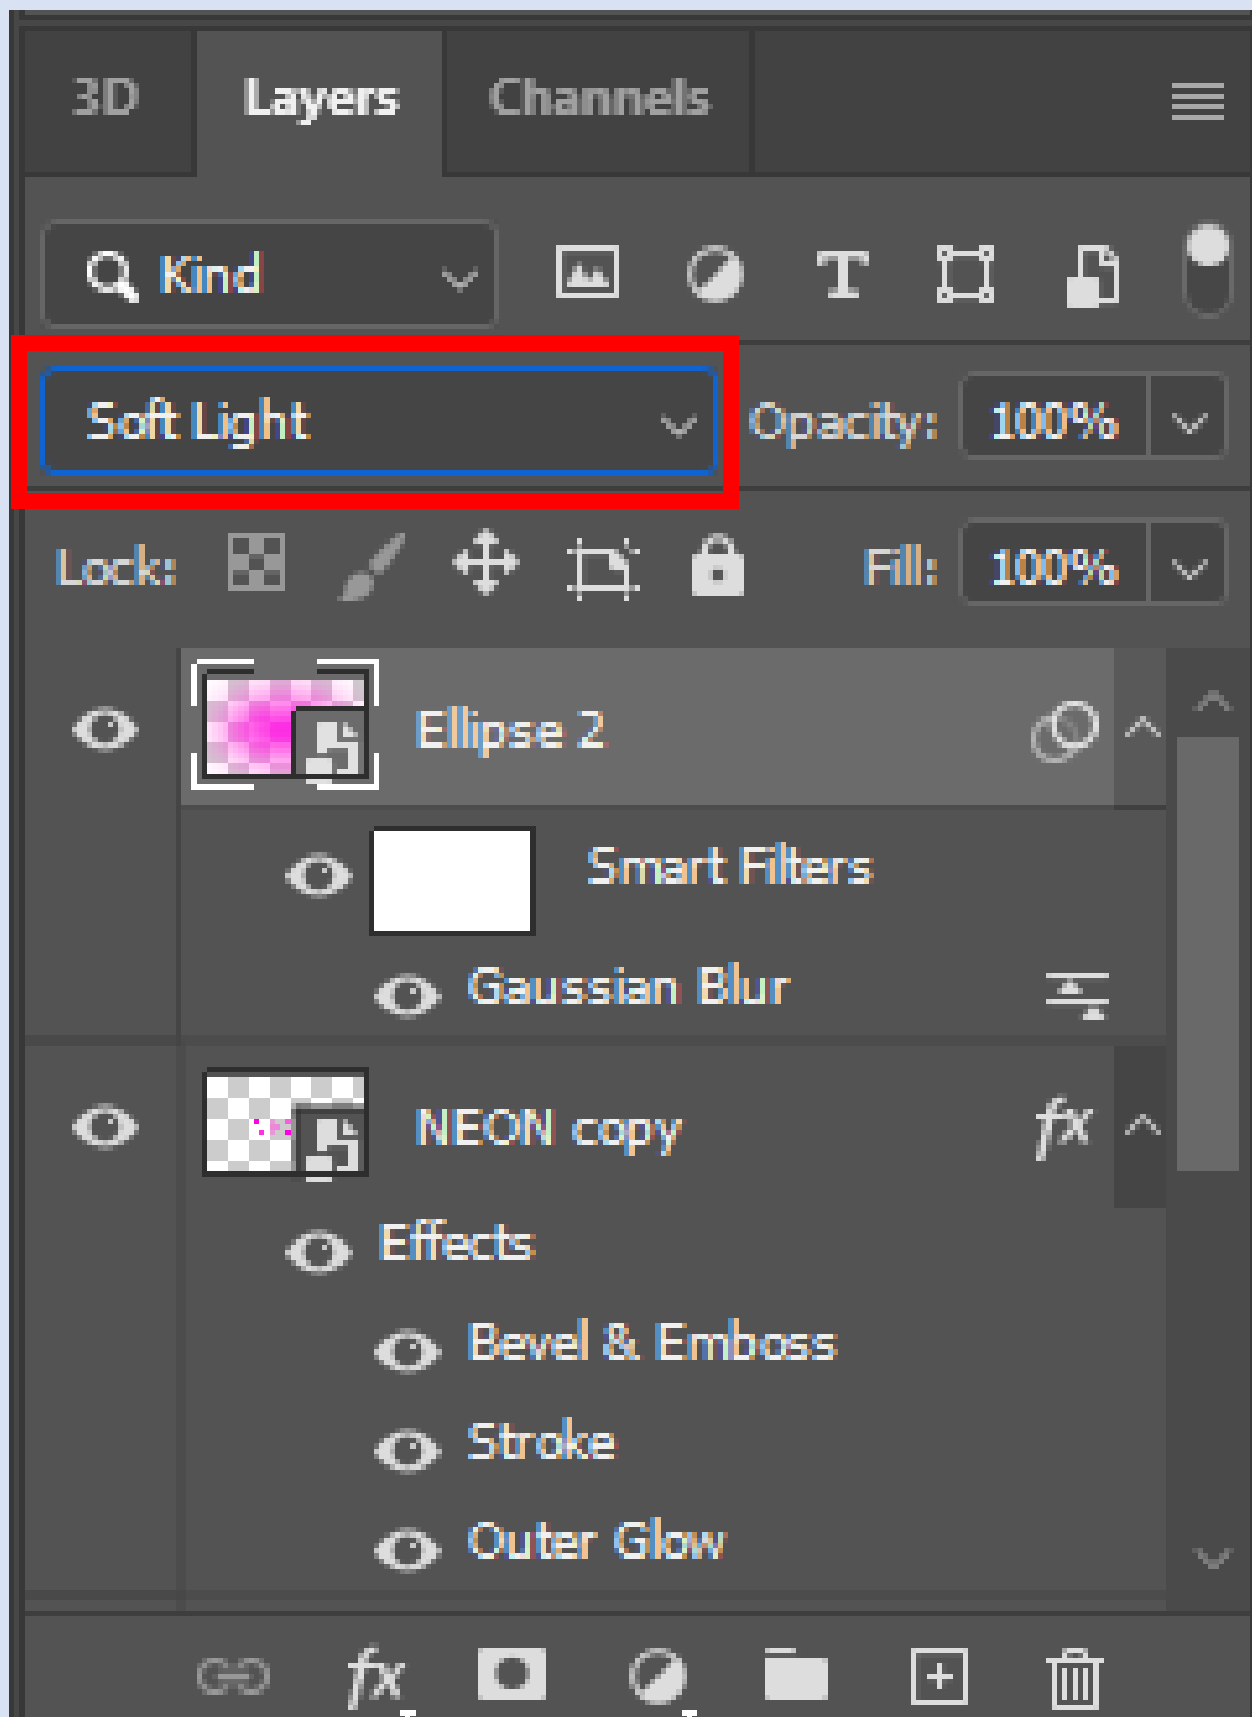 3D Layers Channels
Kind T
Soft Light Opacity: 100%
Lock: Fill: 100%
Ellipse 2
Smart Filters
Gaussian Blur
NEON copy fx
Effects
Bevel & Emboss
Stroke
Outer Glow
fx